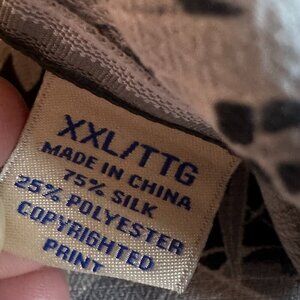 XXL/TTG
MADE IN CHINA
75% SILK
25% POLYESTER
COPYRIGHTED
PRINT